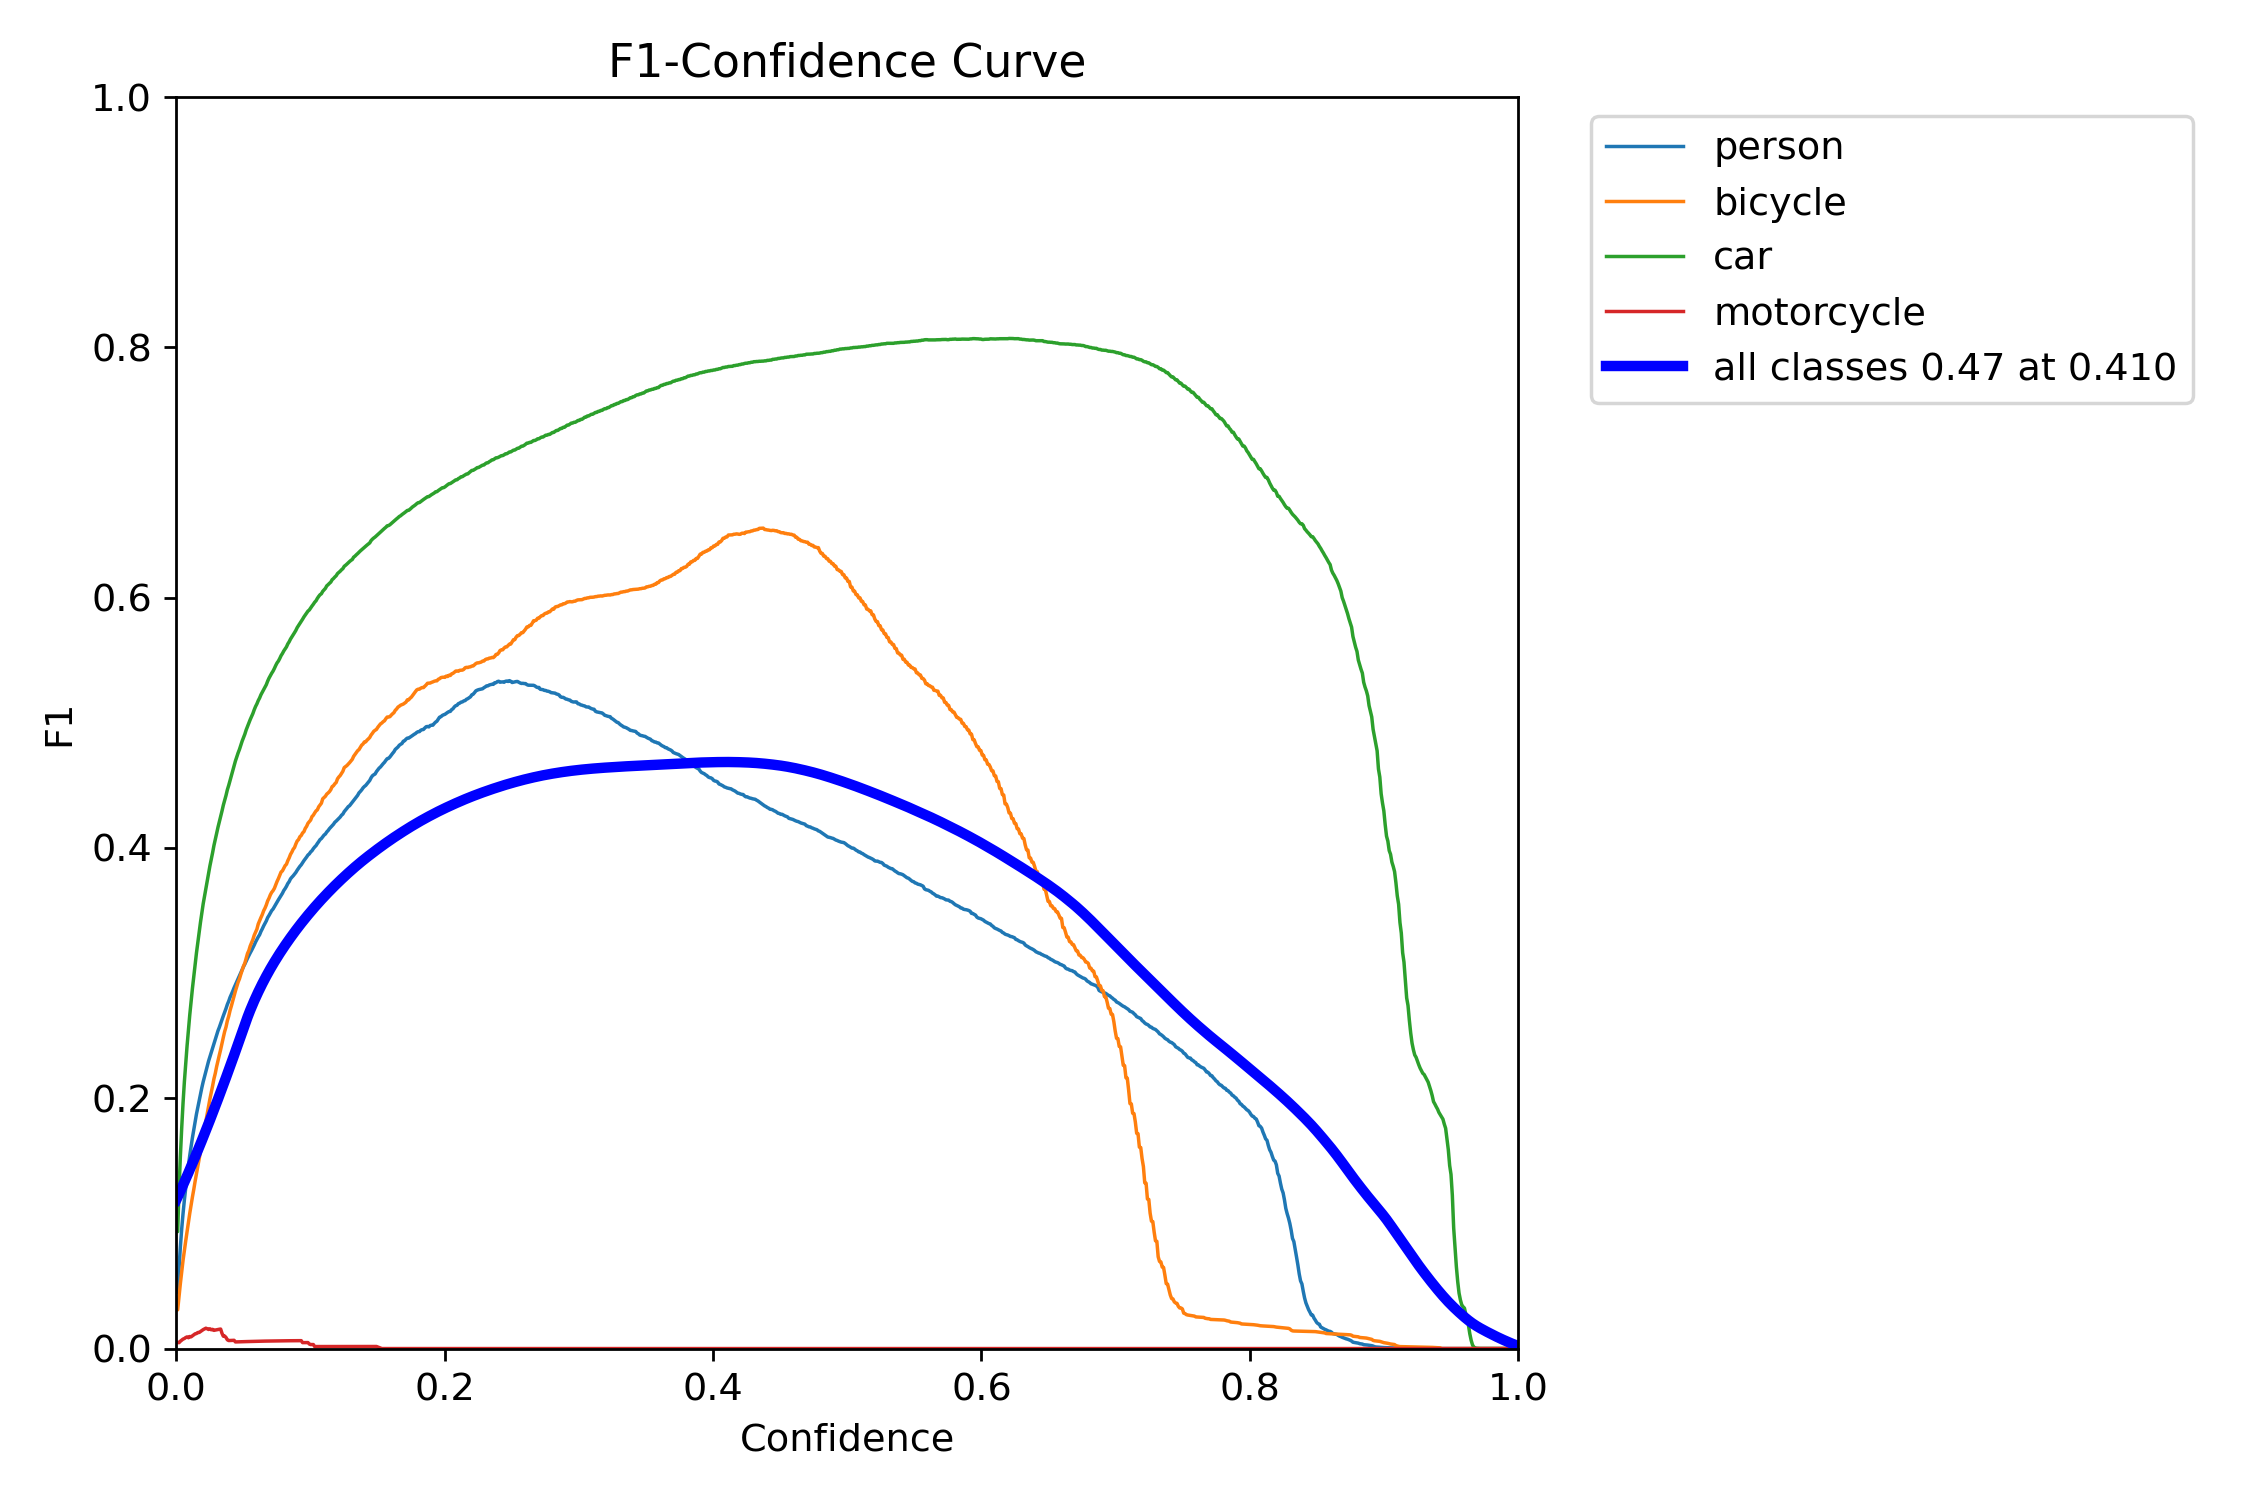 F1-Confidence Curve
1.0
0.8
0.6
0.4
0.2
0.0
F1
0.0 0.2 0.4 0.6 0.8 1.0
Confidence
person
bicycle
car
motorcycle
all classes 0.47 at 0.410